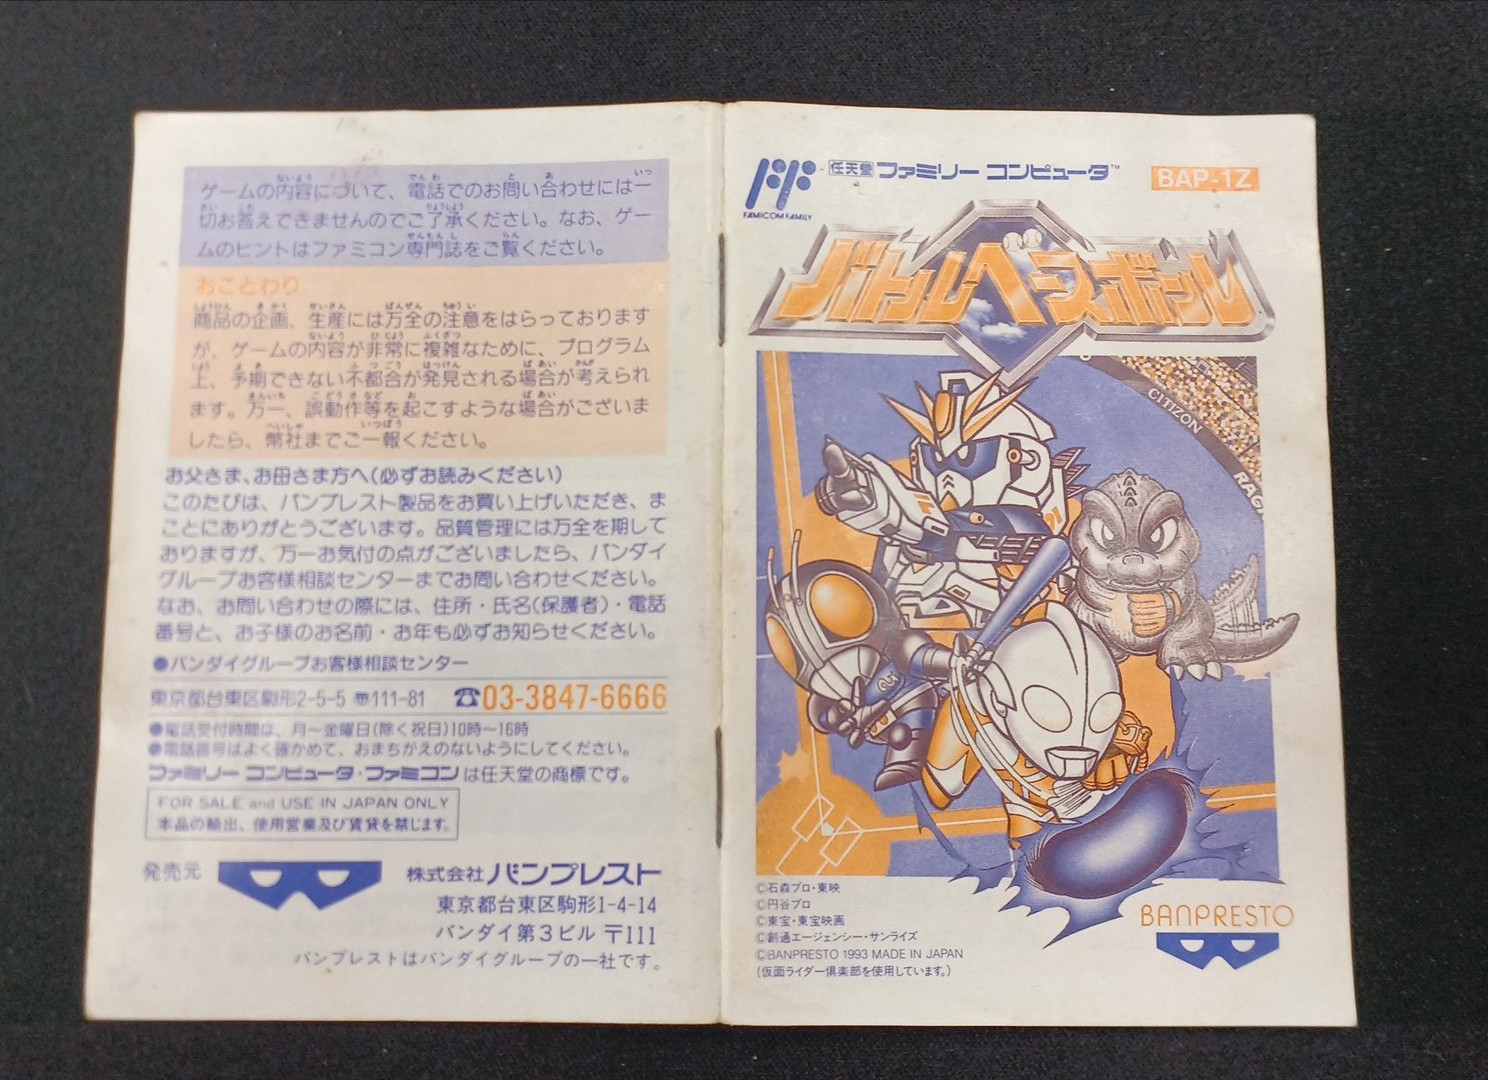 ゲームの内容について、電話でのお問い合わせには一
切お答えできませんのでご了承ください。なお、ゲー
ムのヒントはファミコン専門誌をご覧ください。
おことわり
商品の企画、生産には万全の注意をはらっております
が、ゲームの内容が非常に複雑なために、プログラム
上、予期できない不都合が発見される場合が考えられ
ます。万一、誤動作等を起こすような場合がございま
したら、幣社までご一報ください。
お父さま、お母さま方へ(必ずお読みください)
このたびは、バンプレスト製品をお買い上げいただき、ま
ことにありがとうございます。品質管理には万全を期して
おりますが、万一お気付の点がございましたら、バンダイ
グループお客様相談センターまでお問い合わせください。
なお、お問い合わせの際には、住所・氏名(保護者)・電話
番号と、お子様のお名前・お年も必ずお知らせください。
●バンダイグループお客様相談センター
東京都台東区駒形2-5-5 〠111-81 ☎03-3847-6666
●電話受付時間は、月～金曜日(除く祝日)10時～16時
●電話番号はよく確かめて、おまちがえのないようにしてください。
ファミリーコンピュータ・ファミコンは任天堂の商標です。
FOR SALE and USE IN JAPAN ONLY
本品の輸出、使用営業及び賃貸を禁じます。
発売元
株式会社バンプレスト
東京都台東区駒形1-4-14
バンダイ第3ビル 〒111
バンプレストはバンダイグループの一社です。
FAMICOM FAMILY
任天堂 ファミリーコンピュータ™
BAP-1Z
バトルベースボール
CITIZON
©石森プロ・東映
©円谷プロ
©東宝・東宝映画
©創通エージェンシー・サンライズ
©BANPRESTO 1993 MADE IN JAPAN
(仮面ライダー倶楽部を使用しています。)
BANPRESTO